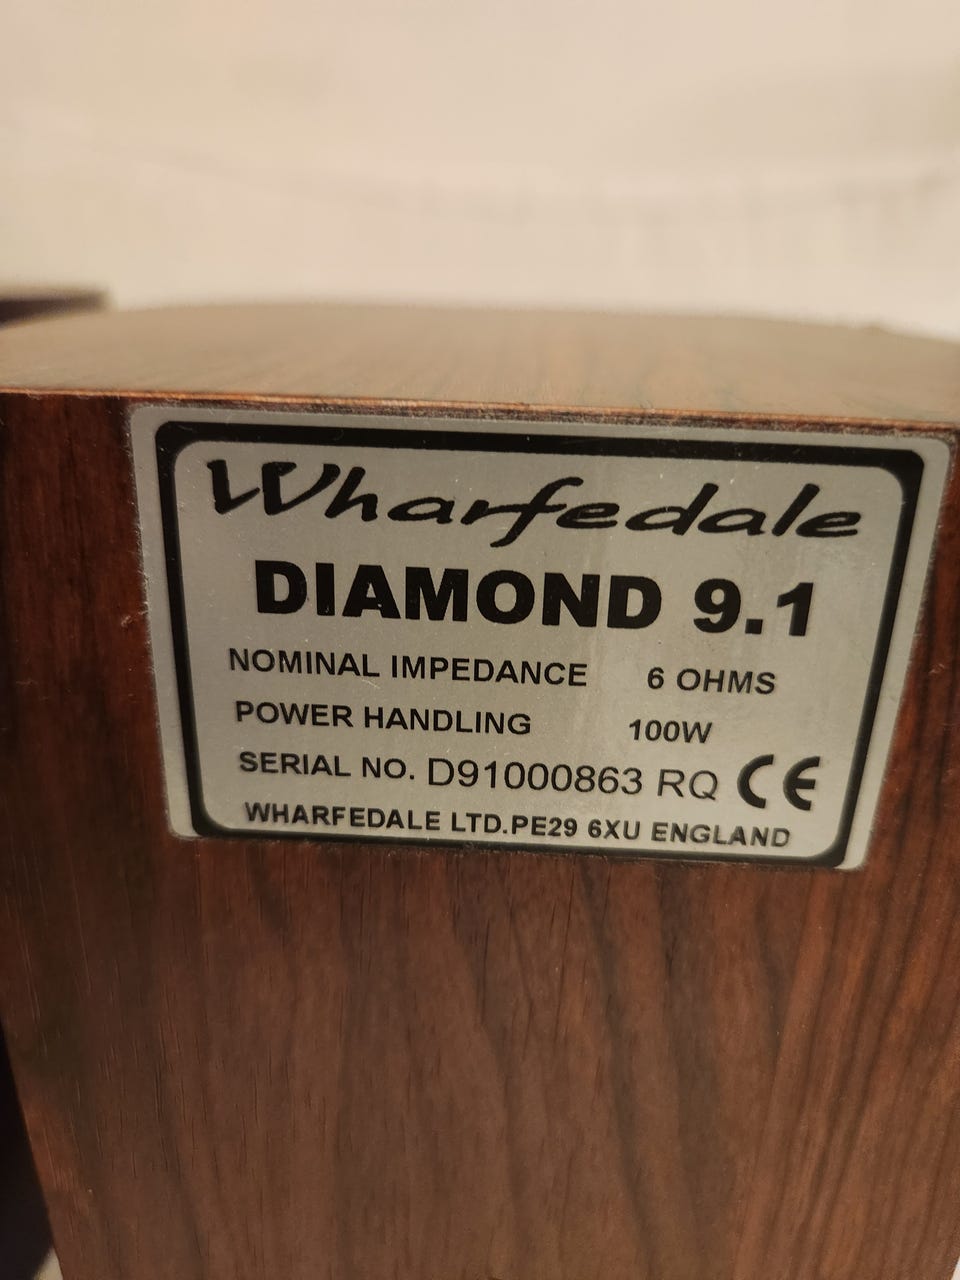 Wharfedale
DIAMOND 9.1
NOMINAL IMPEDANCE 6 OHMS
POWER HANDLING 100W
SERIAL NO. D91000863 RQ CE
WHARFEDALE LTD.PE29 6XU ENGLAND